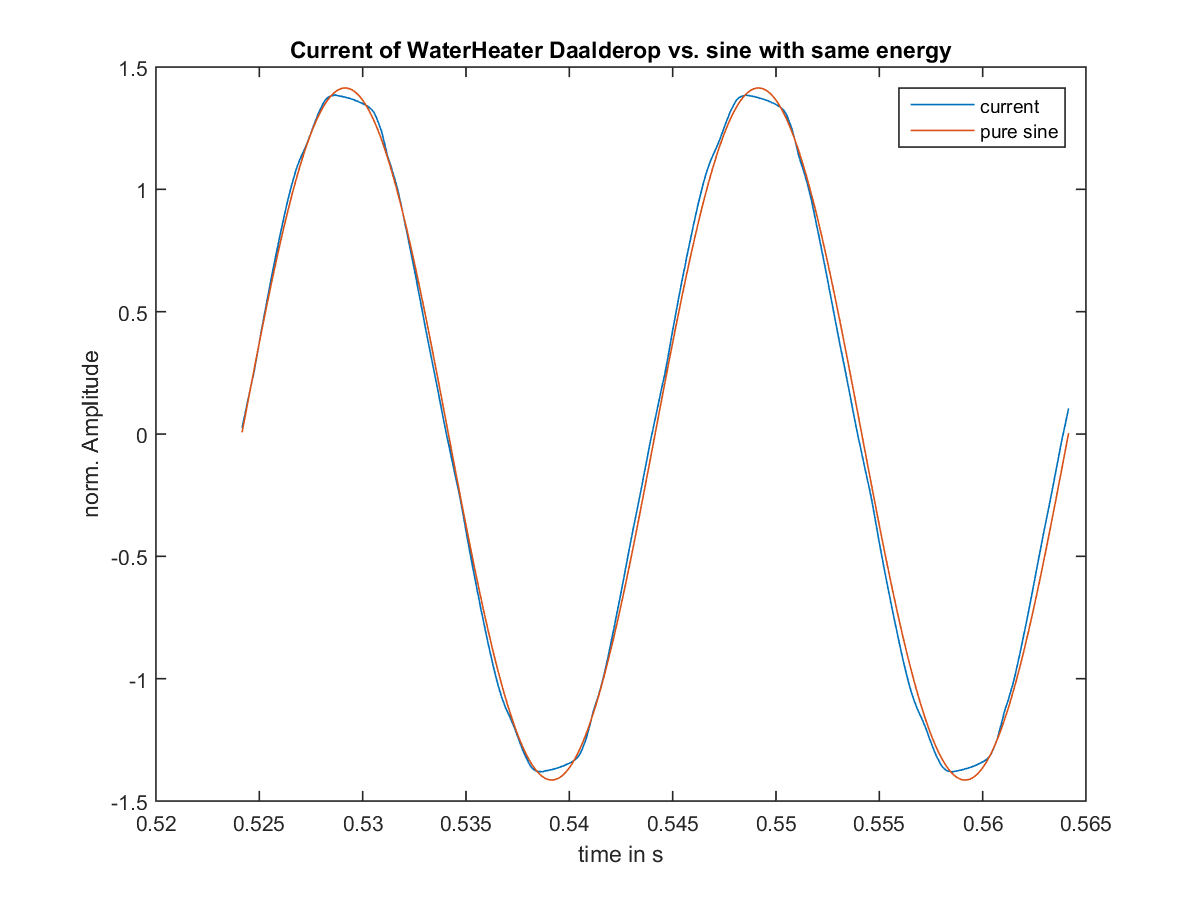 Current of WaterHeater Daalderop vs. sine with same energy
1.5
1
0.5
0
-0.5
-1
-1.5
norm. Amplitude
current
pure sine
0.52 0.525 0.53 0.535 0.54 0.545 0.55 0.555 0.56 0.565
time in s